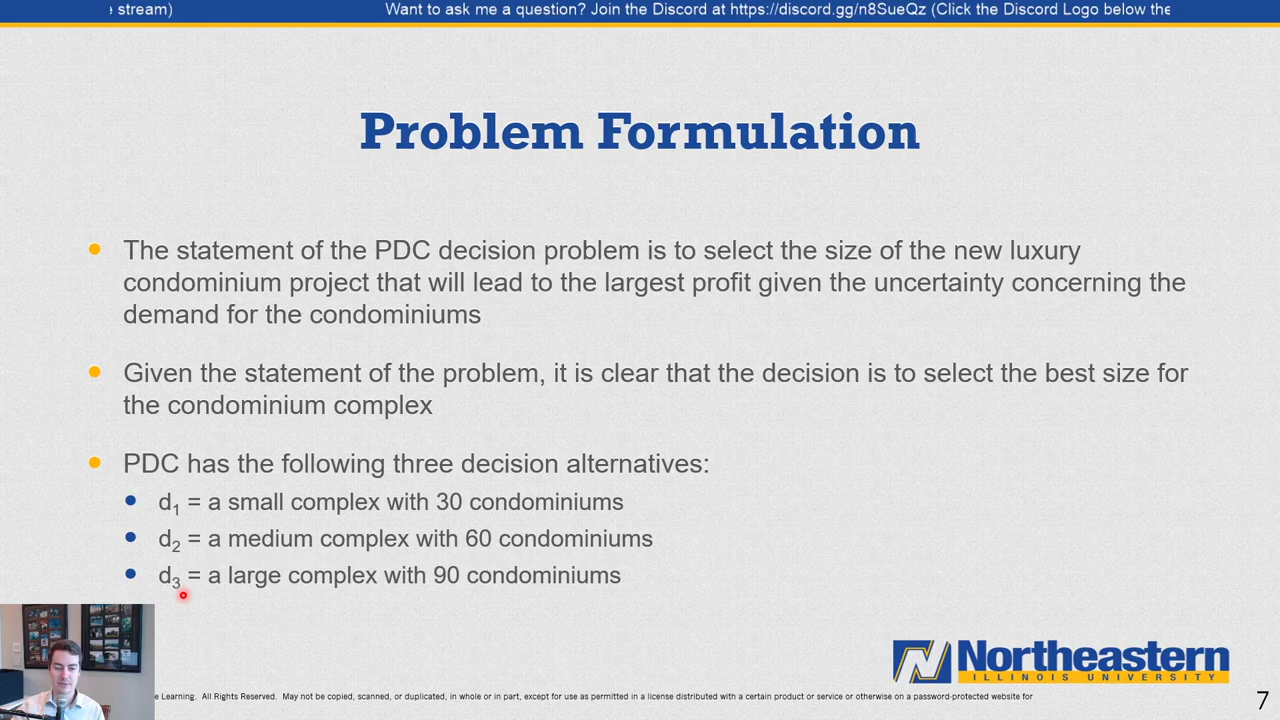 stream)
Want to ask me a question? Join the Discord at https://discord.gg/n8SueQz (Click the Discord Logo below the
Problem Formulation
The statement of the PDC decision problem is to select the size of the new luxury
condominium project that will lead to the largest profit given the uncertainty concerning the
demand for the condominiums
Given the statement of the problem, it is clear that the decision is to select the best size for
the condominium complex
PDC has the following three decision alternatives:
d₁ = a small complex with 30 condominiums
d₂ = a medium complex with 60 condominiums
d₃ = a large complex with 90 condominiums
Northeastern
ILLINOIS UNIVERSITY
e Learning. All Rights Reserved. May not be copied, scanned, or duplicated, in whole or in part, except for use as permitted in a license distributed with a certain product or service or otherwise on a password-protected website for
7